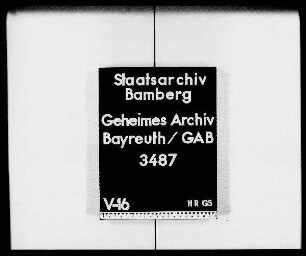 Staatsarchiv
Bamberg
Geheimes Archiv
Bayreuth / GAB
3487
V-16 H R GS